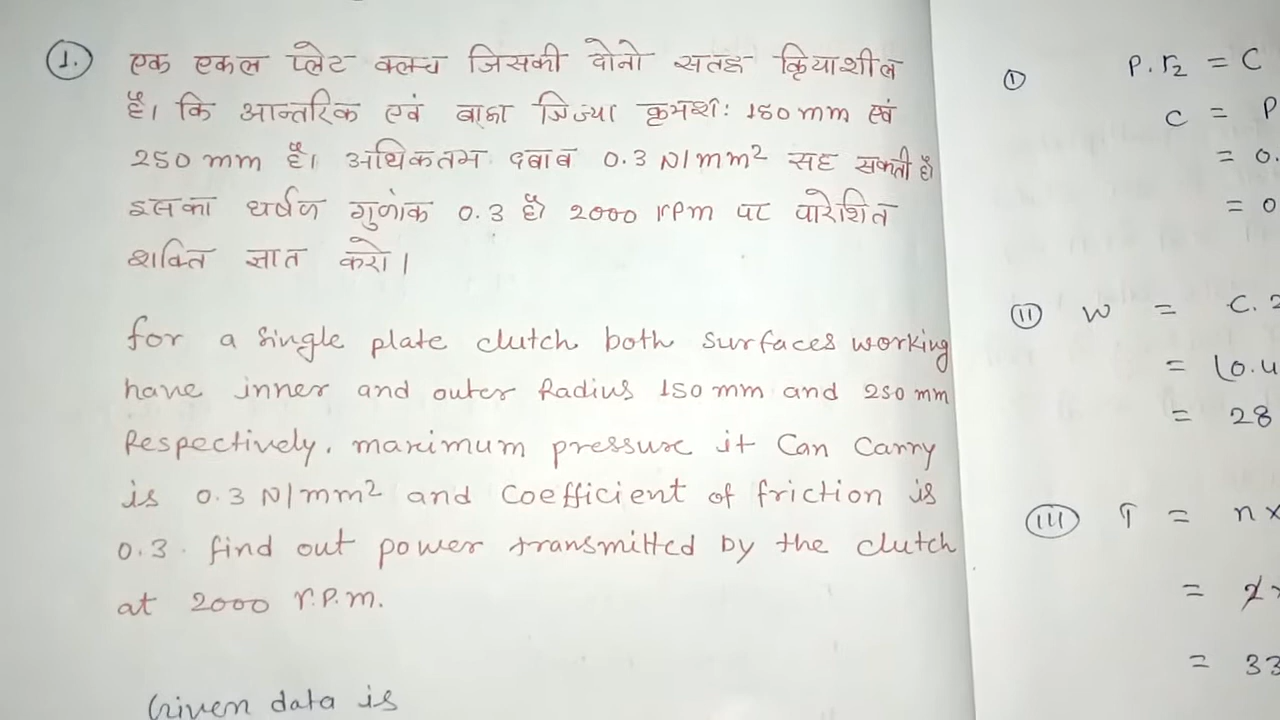 1. एक एकल प्लेट क्लच जिसकी दोनो सतह क्रियाशील
है। कि आन्तरिक एवं बाह्य त्रिज्या क्रमशः 150 mm एवं
250 mm है। अधिकतम दबाव 0.3 N/mm² सह सकती है
इसका घर्षण गुणांक 0.3 है। 2000 rpm पर पारेशित
शक्ति ज्ञात करो।
for a single plate clutch both surfaces working
have inner and outer Radius 150 mm and 250 mm
Respectively. maximum pressure it Can Carry
is 0.3 N/mm² and Coefficient of friction is
0.3. find out power transmitted by the clutch
at 2000 r.p.m.
Given data is
(I) P.r₂ = C
C = P
= 0.
= 0
(II) W = C.2
= (0.4
= 28
(III) T = n×
= 2×
= 33